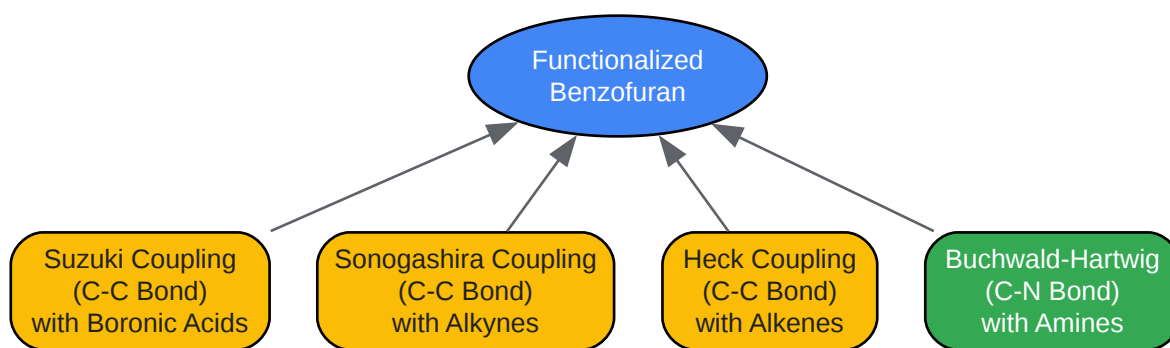 Functionalized
Benzofuran
Suzuki Coupling
(C-C Bond)
with Boronic Acids
Sonogashira Coupling
(C-C Bond)
with Alkynes
Heck Coupling
(C-C Bond)
with Alkenes
Buchwald-Hartwig
(C-N Bond)
with Amines